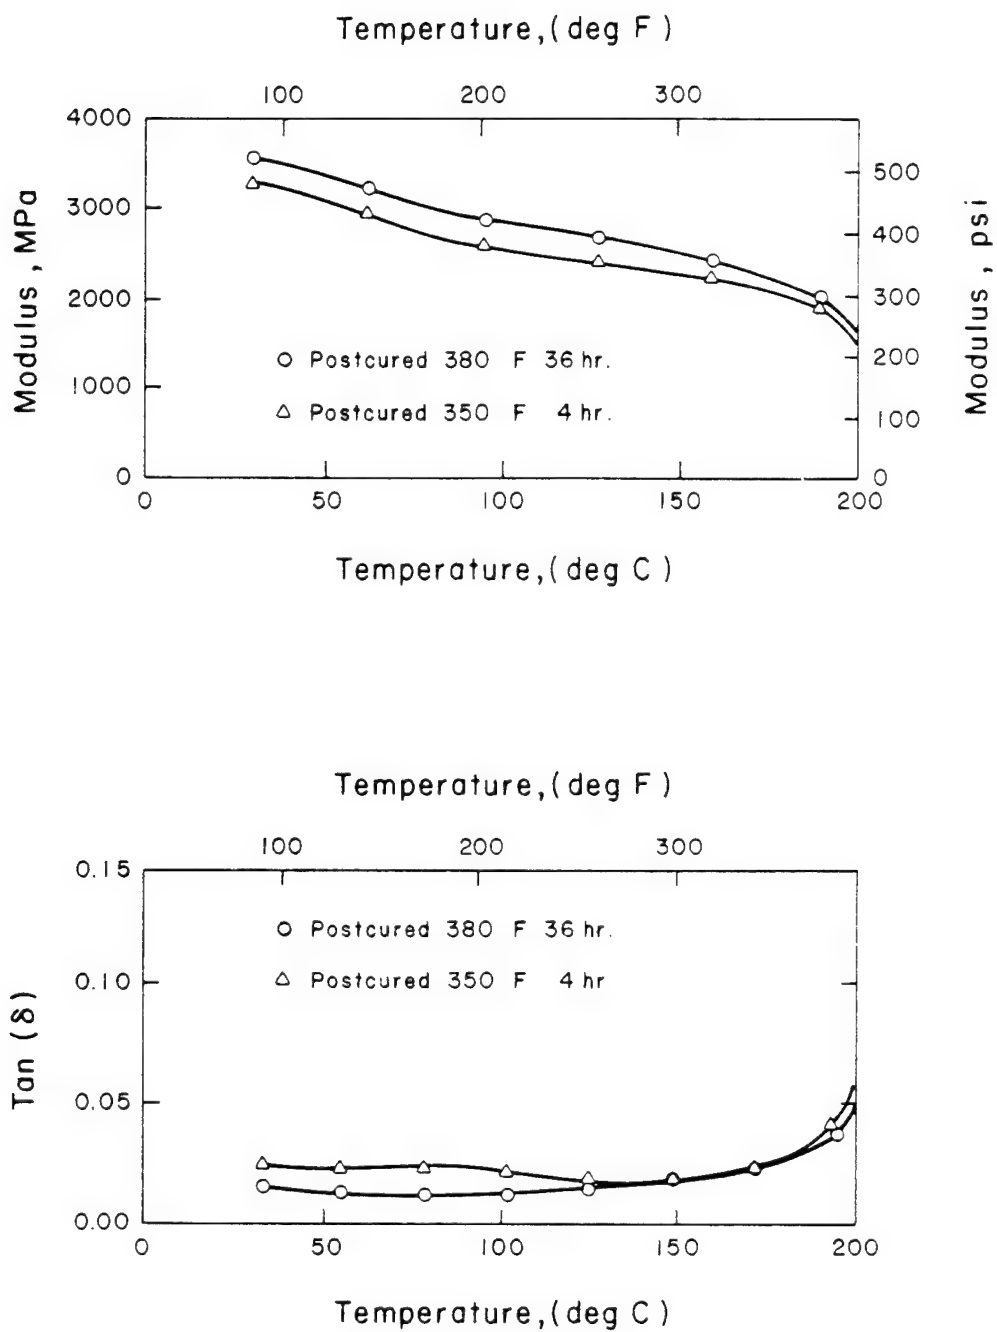 Temperature, (deg F)
100 200 300
4000
3000
2000
1000
0
Modulus, MPa
500
400
300
200
100
0
Modulus, psi
○ Postcured 380 F 36 hr.
△ Postcured 350 F 4 hr.
0 50 100 150 200
Temperature, (deg C)
Temperature, (deg F)
100 200 300
0.15
0.10
0.05
0.00
Tan (δ)
○ Postcured 380 F 36 hr.
△ Postcured 350 F 4 hr
0 50 100 150 200
Temperature, (deg C)